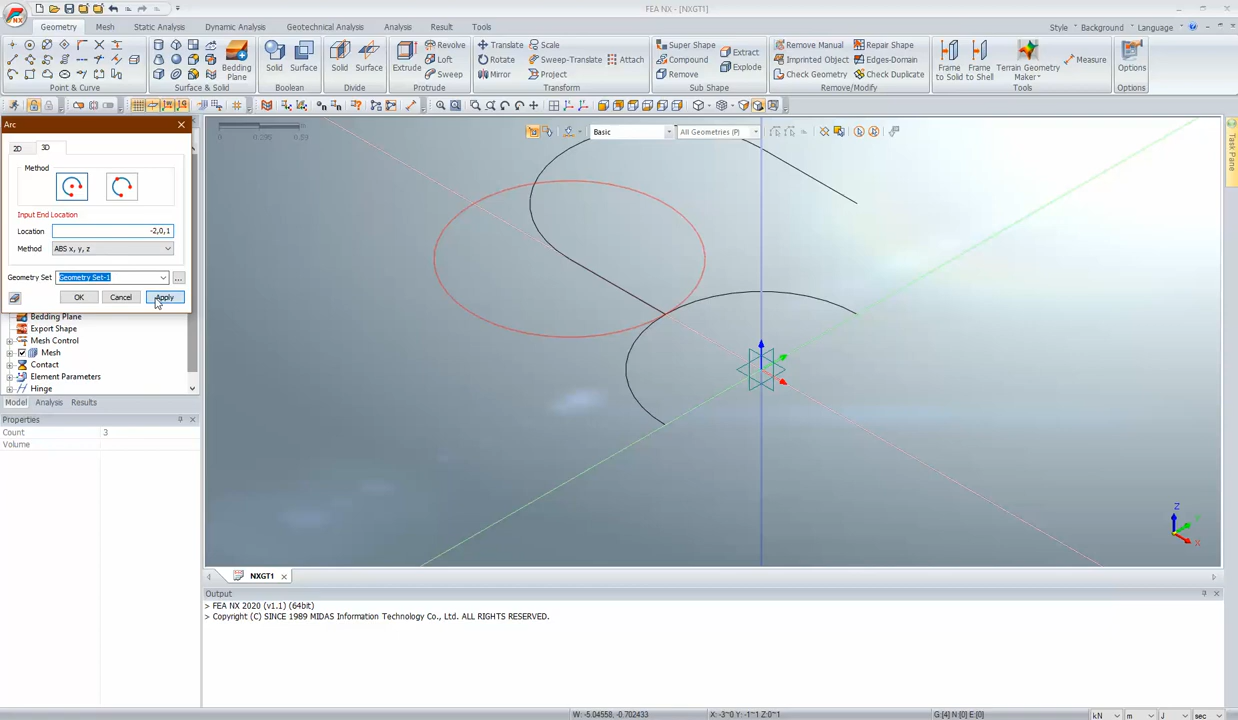 FEA NX - [NXGT1]
Geometry Mesh Static Analysis Dynamic Analysis Geotechnical Analysis Analysis Result Tools Style Background Language
Bedding Plane
Point & Curve
Surface & Solid
Solid Surface
Boolean
Solid Surface
Divide
Extrude
Revolve
Loft
Sweep
Protrude
Translate
Rotate
Mirror
Scale
Sweep-Translate
Project
Attach
Transform
Super Shape
Compound
Remove
Extract
Explode
Sub Shape
Remove Manual
Imprinted Object
Check Geometry
Repair Shape
Edges-Domain
Check Duplicate
Remove/Modify
Frame to Solid
Frame to Shell
Terrain Geometry Maker
Measure
Tools
Options
Options
Arc
2D 3D
Method
Input End Location
Location -2,0,1
Method ABS x, y, z
Geometry Set Geometry Set-1 ...
OK Cancel Apply
Bedding Plane
Export Shape
Mesh Control
Mesh
Contact
Element Parameters
Hinge
Model Analysis Results
Properties
Count 3
Volume
Basic All Geometries (P)
Task Pane
Z
X
NXGT1
Output
> FEA NX 2020 (v1.1) (64bit)
> Copyright (C) SINCE 1989 MIDAS Information Technology Co., Ltd. ALL RIGHTS RESERVED.
W: -5.04558, -0.702433 X: -3~0 Y: -1~1 Z:0~1 G:[4] N [0] E:[0] kN m J sec